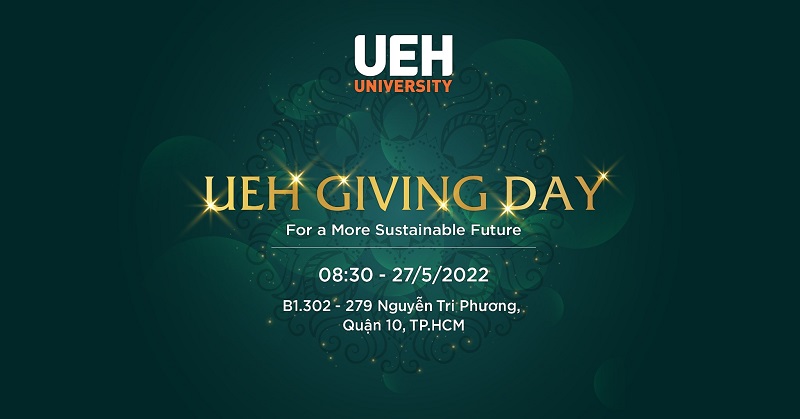 UEH
UNIVERSITY
UEH GIVING DAY
For a More Sustainable Future
08:30 - 27/5/2022
B1.302 - 279 Nguyễn Tri Phương,
Quận 10, TP.HCM